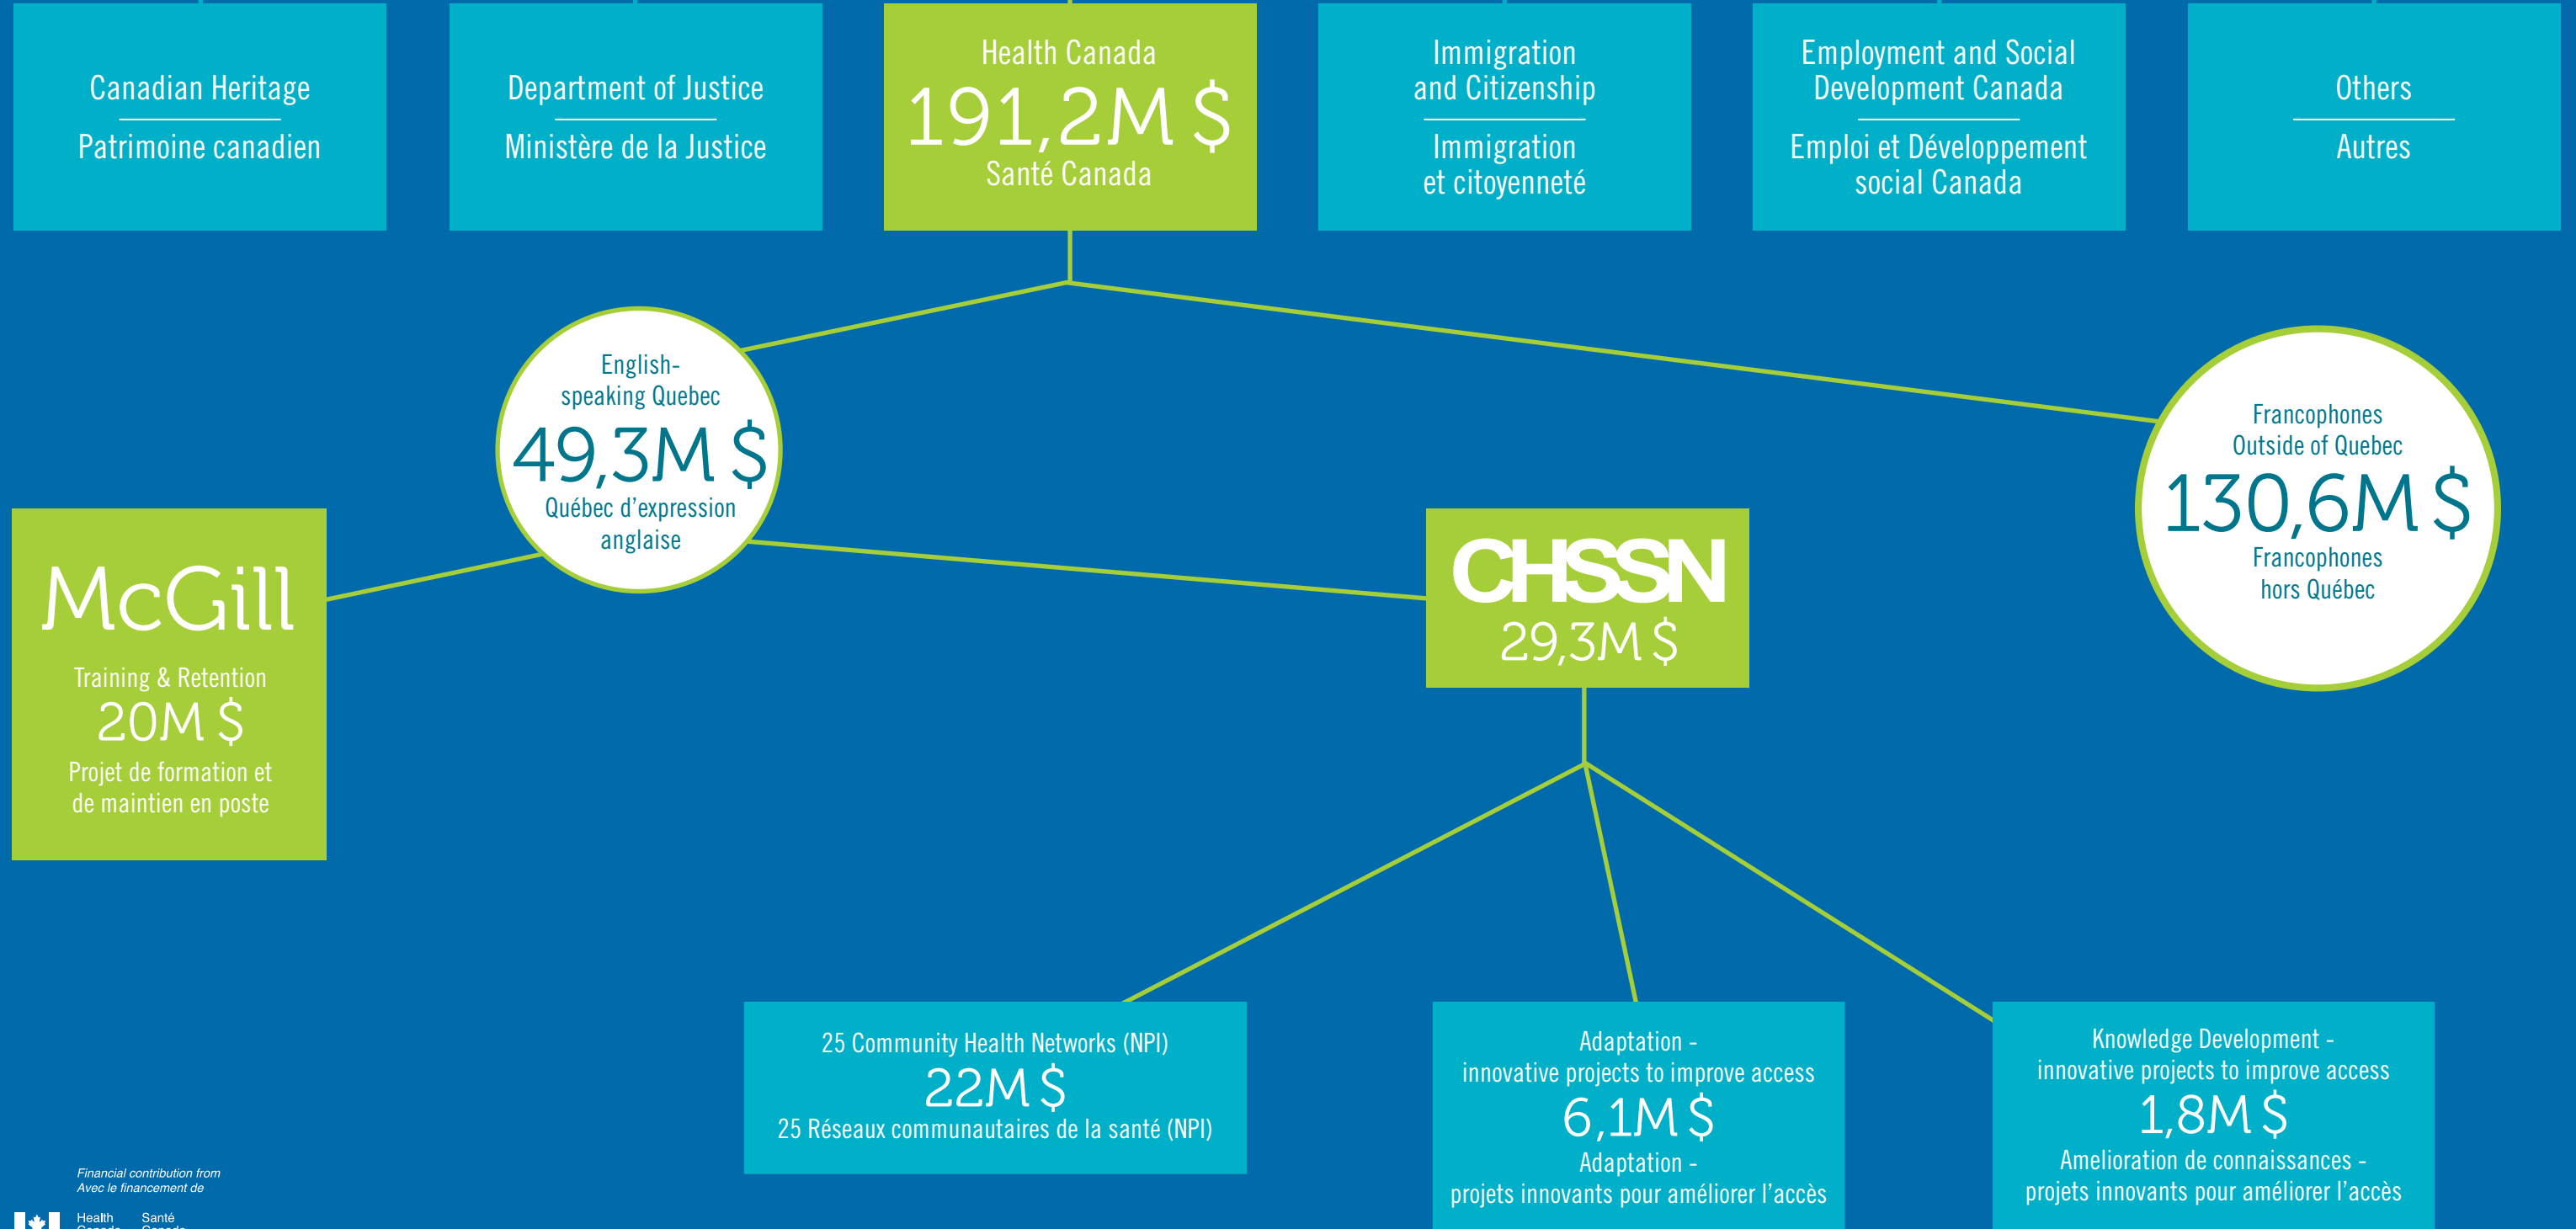 Canadian Heritage
Patrimoine canadien
Department of Justice
Ministère de la Justice
Health Canada
191,2M $
Santé Canada
Immigration
and Citizenship
Immigration
et citoyenneté
Employment and Social
Development Canada
Emploi et Développement
social Canada
Others
Autres
English-
speaking Quebec
49,3M $
Québec d'expression
anglaise
Francophones
Outside of Quebec
130,6M $
Francophones
hors Québec
McGill
Training & Retention
20M $
Projet de formation et
de maintien en poste
CHSSN
29,3M $
25 Community Health Networks (NPI)
22M $
25 Réseaux communautaires de la santé (NPI)
Adaptation -
innovative projects to improve access
6,1M $
Adaptation -
projets innovants pour améliorer l'accès
Knowledge Development -
innovative projects to improve access
1,8M $
Amelioration de connaissances -
projets innovants pour améliorer l'accès
Financial contribution from
Avec le financement de
Health Santé
Canada Canada